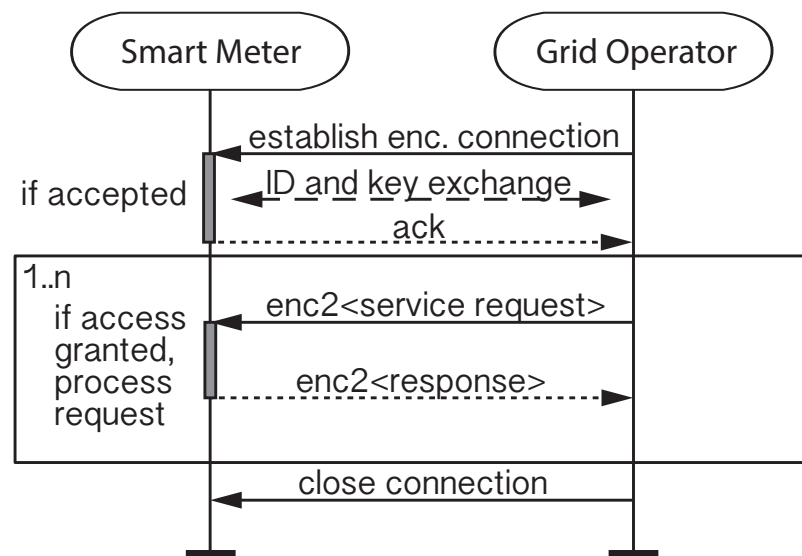 Smart Meter
Grid Operator
establish enc. connection
if accepted
ID and key exchange
ack
1..n
if access
granted,
process
request
enc2<service request>
enc2<response>
close connection